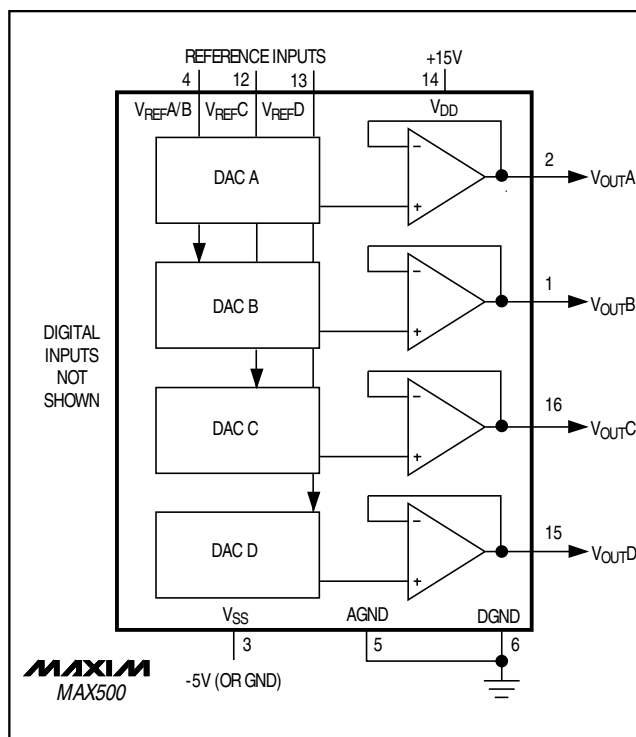 REFERENCE INPUTS
4 12 13
+15V
14
VREFA/B VREFC VREFD
VDD
DAC A
-
+
2
VOUTA
DAC B
-
+
1
VOUTB
DIGITAL
INPUTS
NOT
SHOWN
DAC C
-
+
16
VOUTC
DAC D
-
+
15
VOUTD
VSS
AGND
DGND
3
5
6
-5V (OR GND)
MAXIM
MAX500